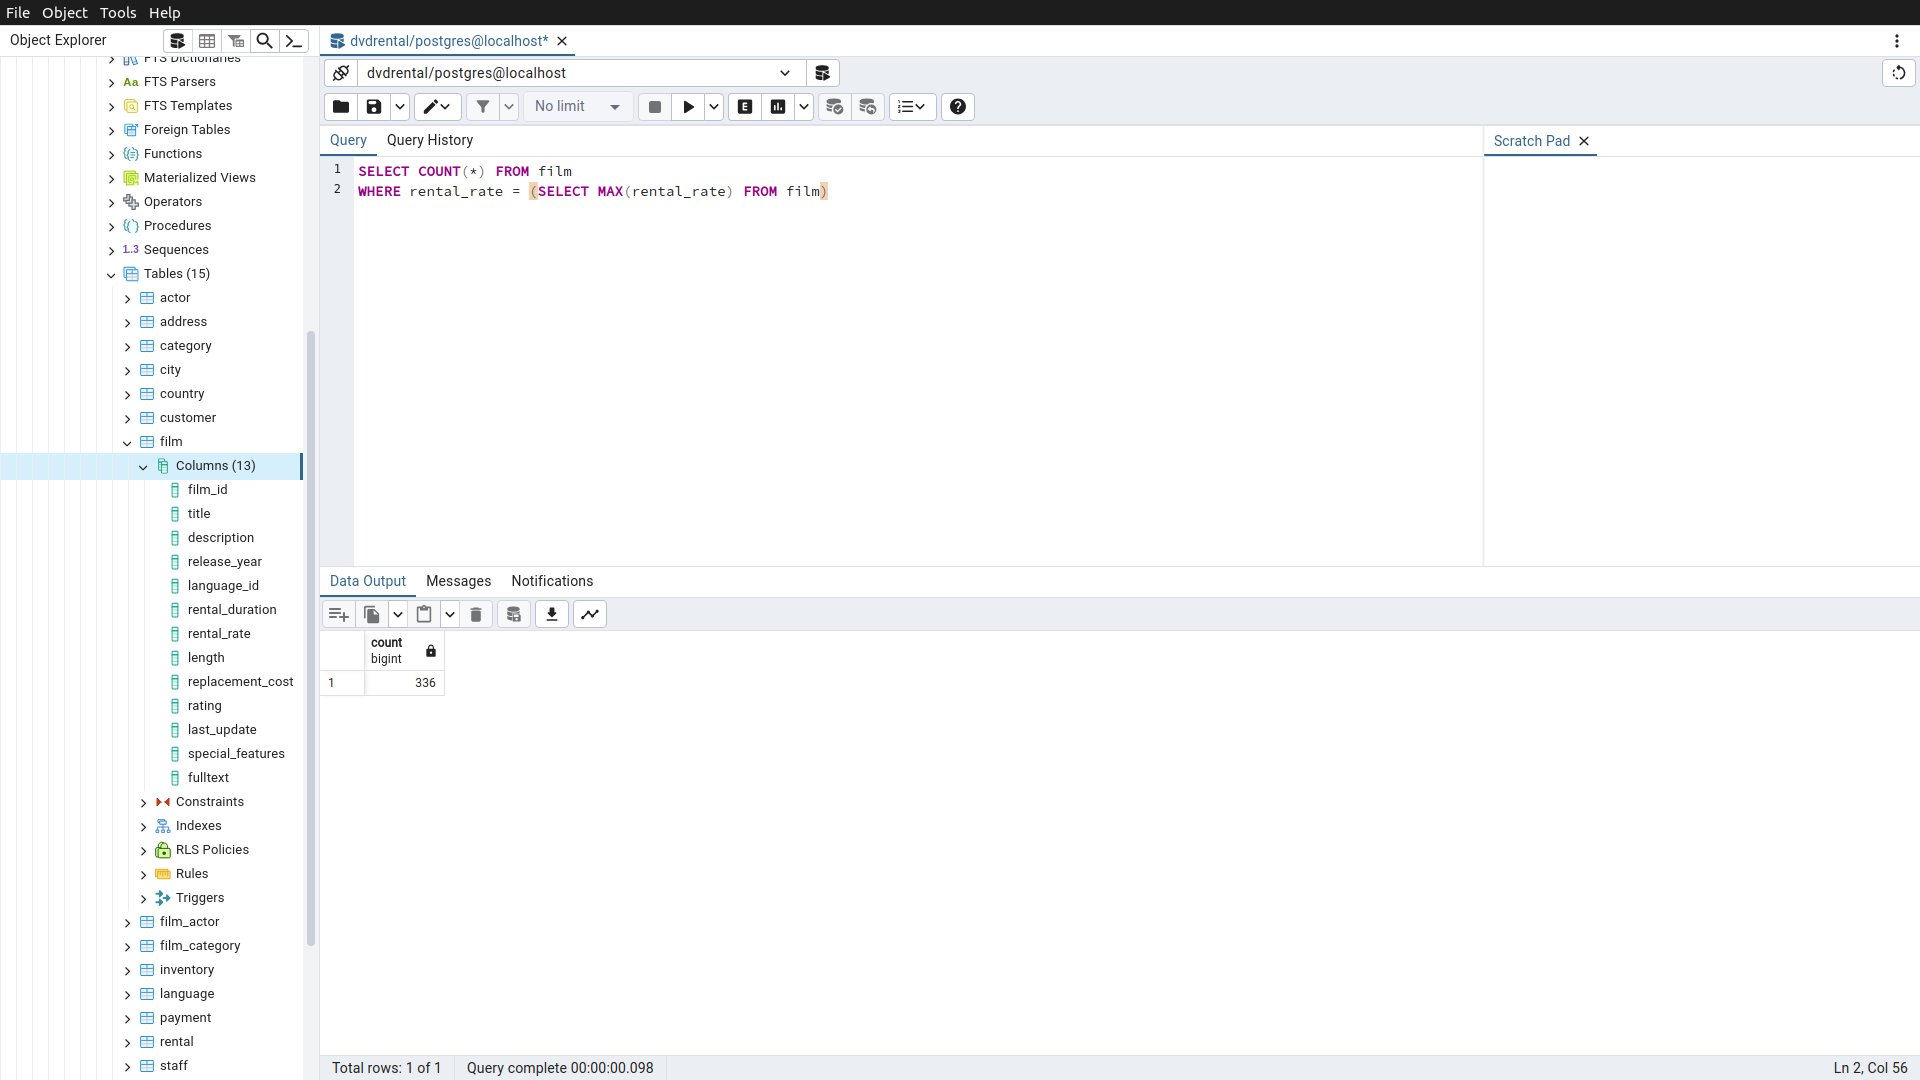 File Object Tools Help
Object Explorer
dvdrental/postgres@localhost*
dvdrental/postgres@localhost
No limit
E
Query Query History
Scratch Pad
1 SELECT COUNT(*) FROM film
2 WHERE rental_rate = (SELECT MAX(rental_rate) FROM film)
FTS Dictionaries
Aa FTS Parsers
FTS Templates
Foreign Tables
Functions
Materialized Views
Operators
Procedures
1..3 Sequences
Tables (15)
actor
address
category
city
country
customer
film
Columns (13)
film_id
title
description
release_year
language_id
rental_duration
rental_rate
length
replacement_cost
rating
last_update
special_features
fulltext
Constraints
Indexes
RLS Policies
Rules
Triggers
film_actor
film_category
inventory
language
payment
rental
staff
Data Output Messages Notifications
count
bigint
1 336
Total rows: 1 of 1 Query complete 00:00:00.098 Ln 2, Col 56